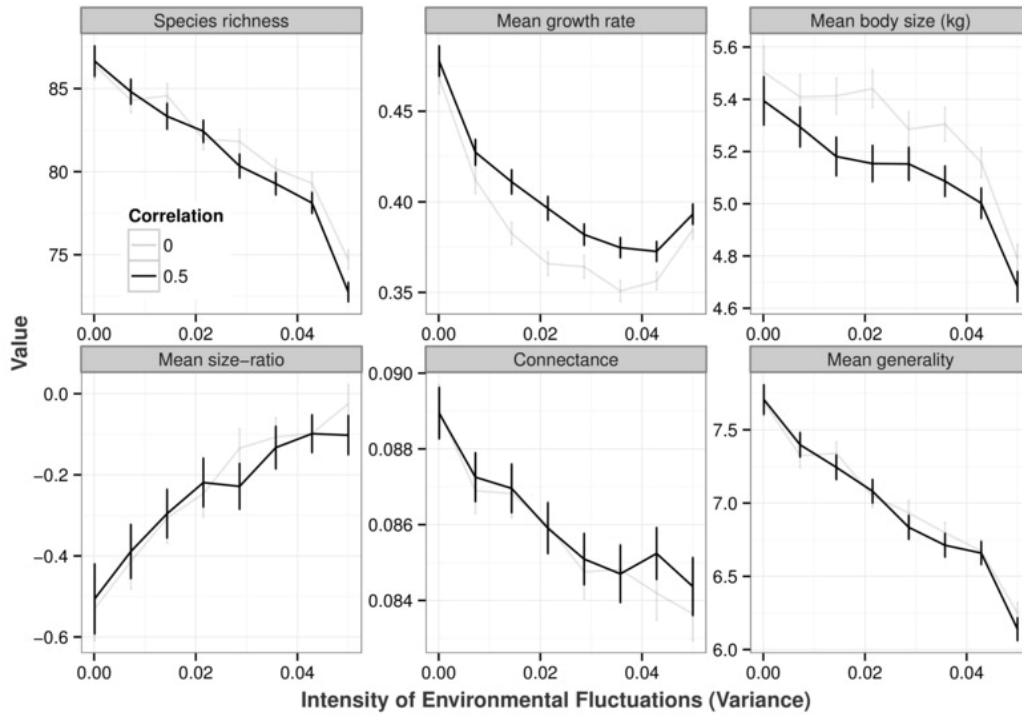 Species richness
Mean growth rate
Mean body size (kg)
85
80
75
0.45
0.40
0.35
5.6
5.4
5.2
5.0
4.8
4.6
Correlation
0
0.5
0.00 0.02 0.04
0.00 0.02 0.04
0.00 0.02 0.04
Value
Mean size−ratio
Connectance
Mean generality
0.0
−0.2
−0.4
−0.6
0.090
0.088
0.086
0.084
7.5
7.0
6.5
6.0
0.00 0.02 0.04
0.00 0.02 0.04
0.00 0.02 0.04
Intensity of Environmental Fluctuations (Variance)